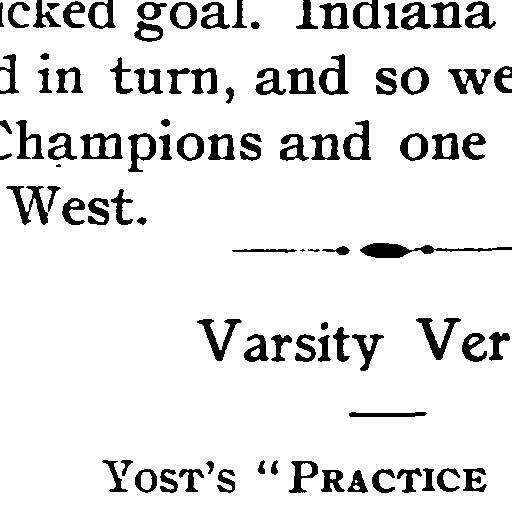 icked goal. Indiana
d in turn, and so we
Champions and one
West.
Varsity Ver
Yost's "Practice